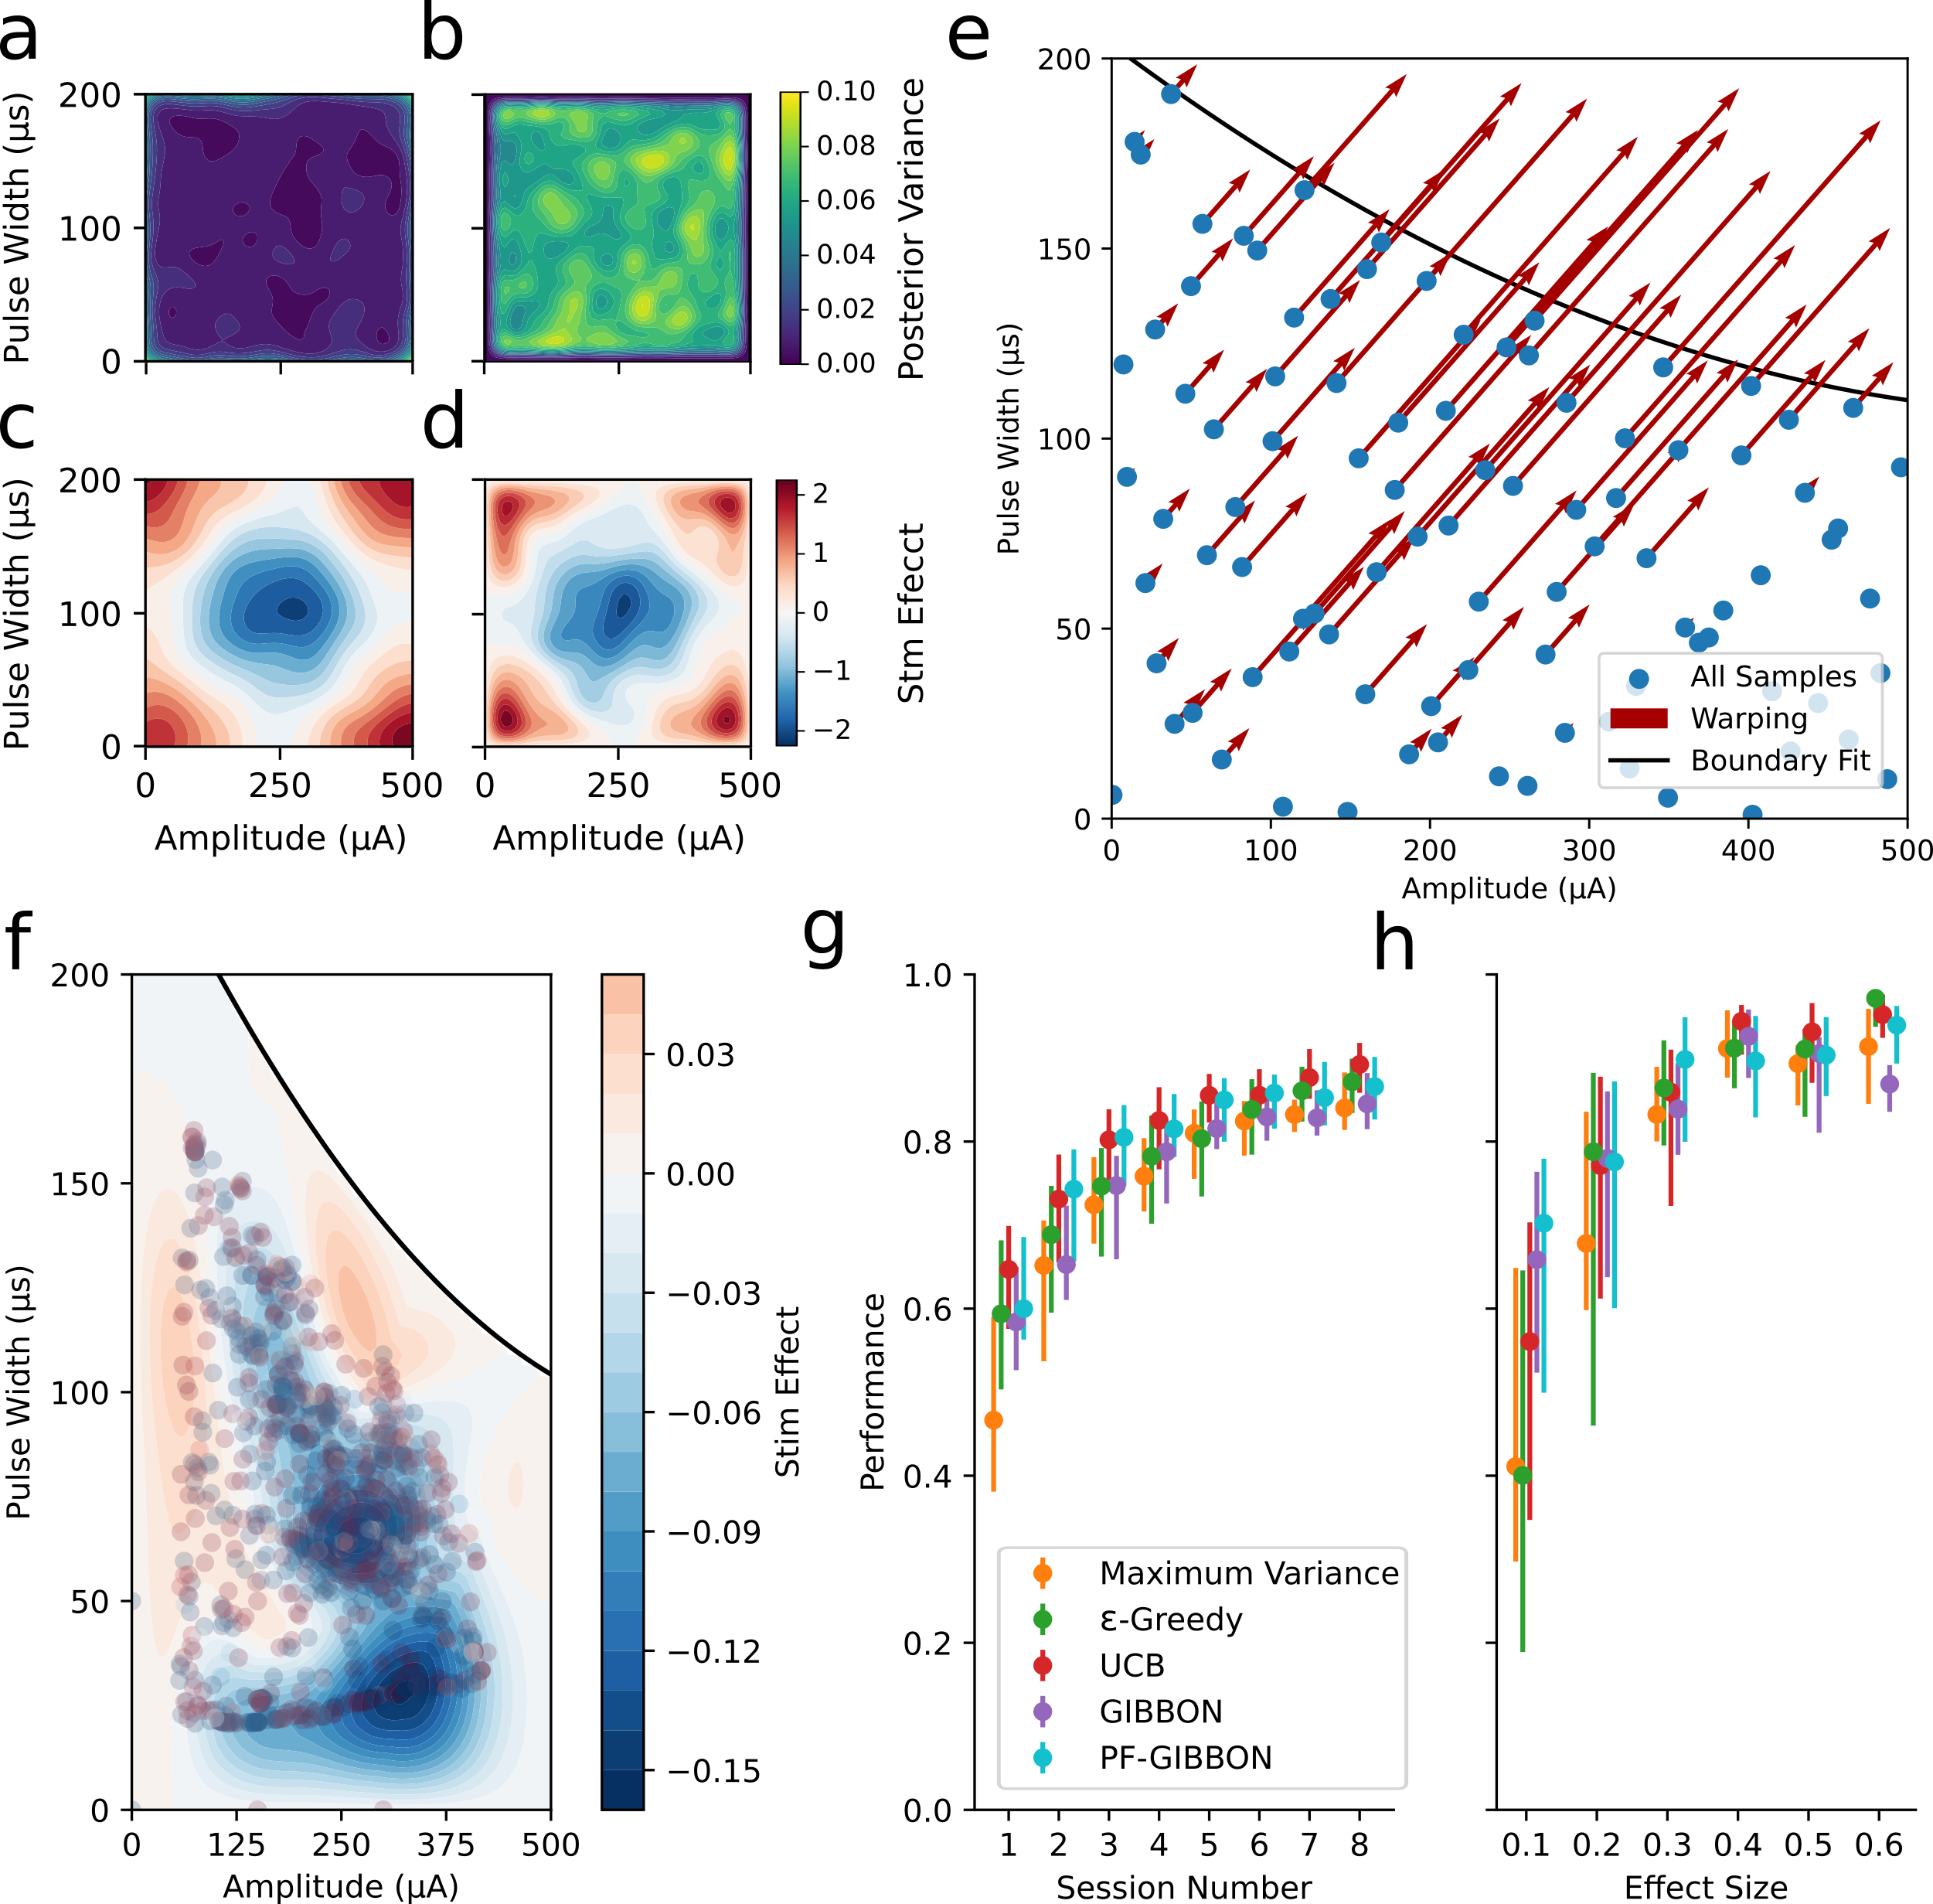 a
b
200
100
0
Pulse Width (µs)
0.10
0.08
0.06
0.04
0.02
0.00
Posterior Variance
c
d
200
100
0
Pulse Width (µs)
0
250
500
Amplitude (µA)
0
250
500
Amplitude (µA)
2
1
0
−1
−2
Stm Effect
e
200
150
100
50
0
Pulse Width (µs)
0
100
200
300
400
500
Amplitude (µA)
All Samples
Warping
Boundary Fit
f
200
150
100
50
0
Pulse Width (µs)
0
125
250
375
500
Amplitude (µA)
0.03
0.00
−0.03
−0.06
−0.09
−0.12
−0.15
Stim Effect
g
1.0
0.8
0.6
0.4
0.2
0.0
Performance
Maximum Variance
ε-Greedy
UCB
GIBBON
PF-GIBBON
1
2
3
4
5
6
7
8
Session Number
h
0.1
0.2
0.3
0.4
0.5
0.6
Effect Size